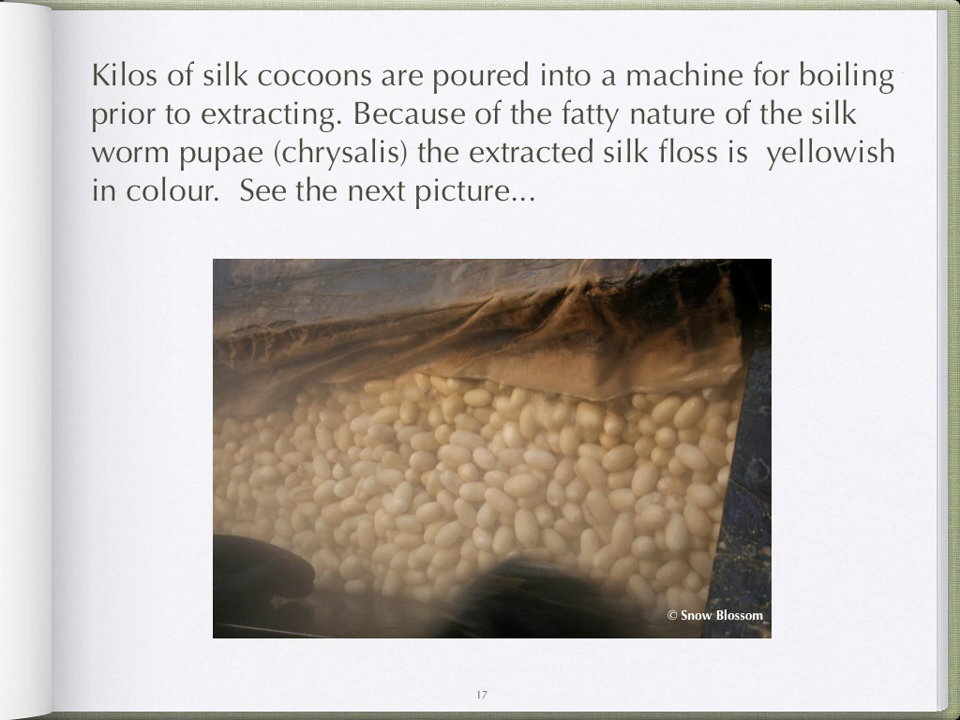 Kilos of silk cocoons are poured into a machine for boiling
prior to extracting. Because of the fatty nature of the silk
worm pupae (chrysalis) the extracted silk floss is  yellowish
in colour.  See the next picture...
© Snow Blossom
17